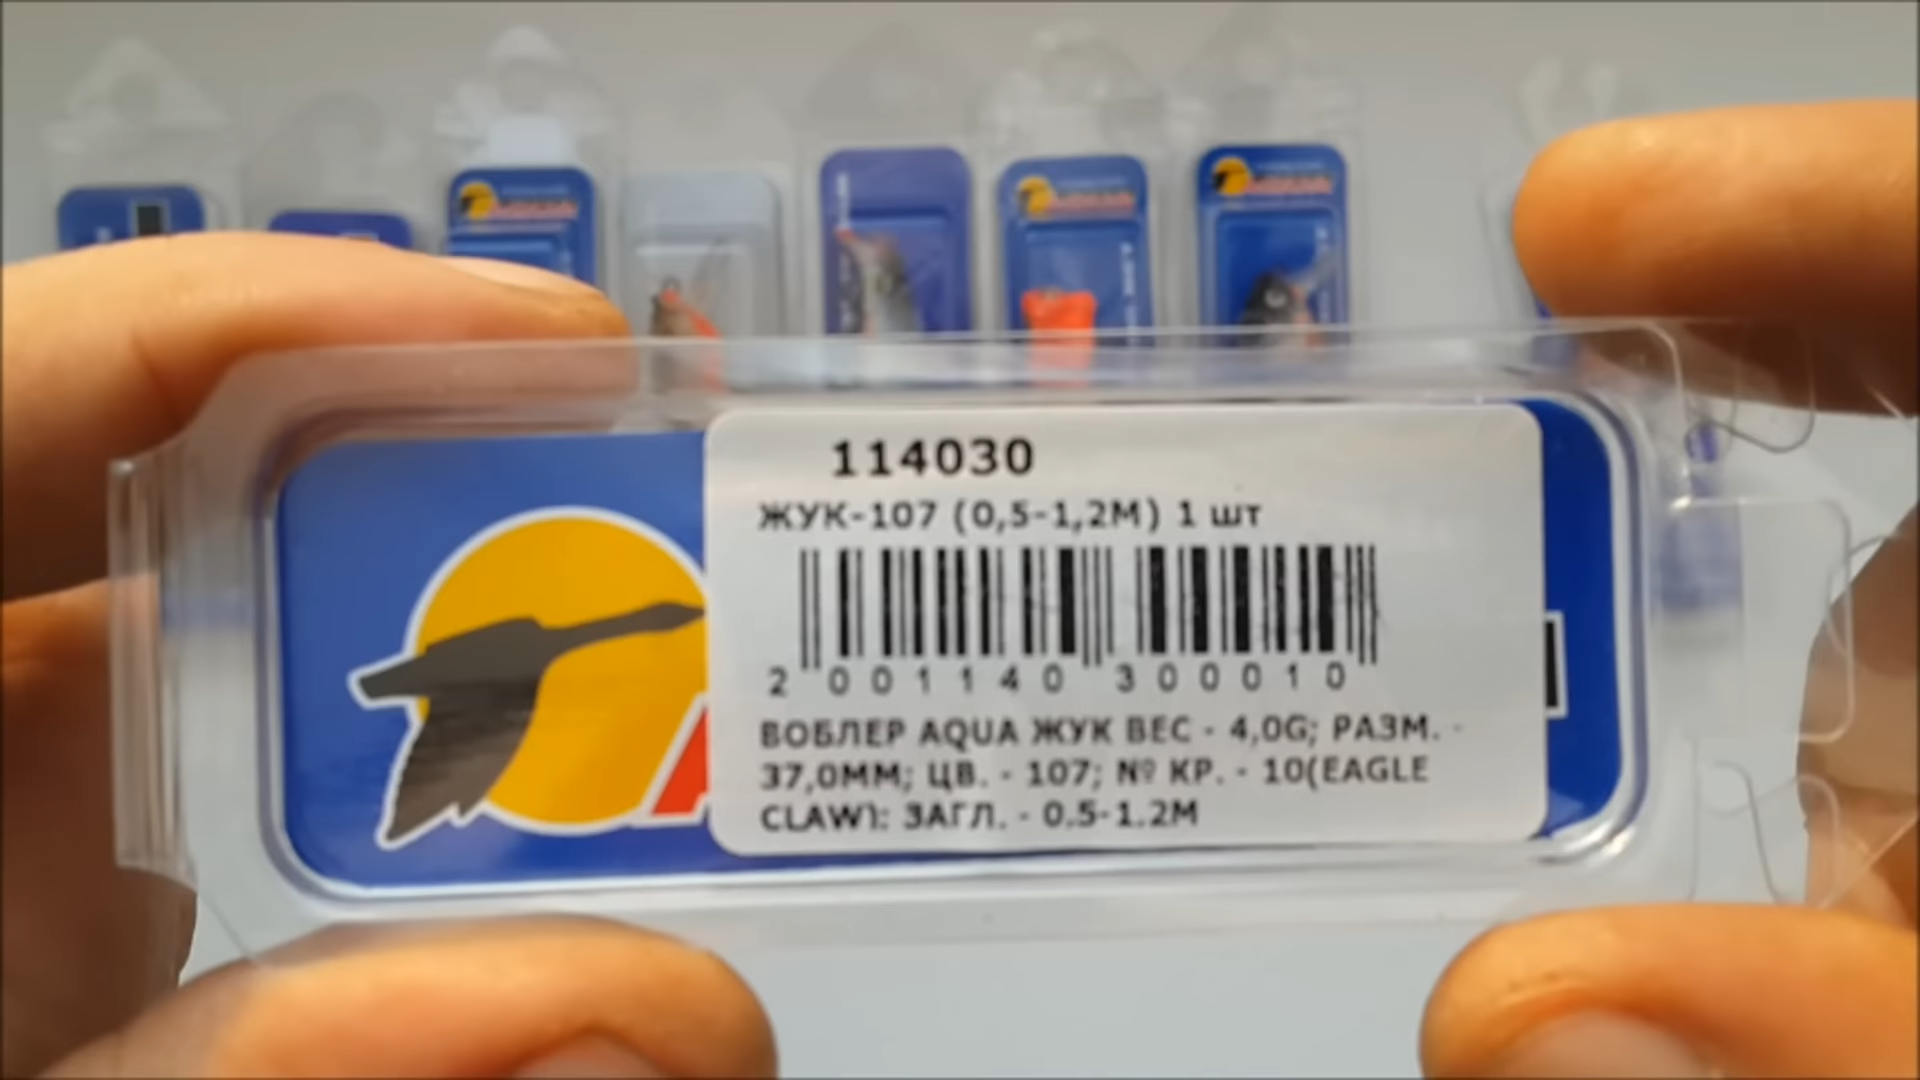 114030
ЖУК-107 (0,5-1,2М) 1 шт
2 001140 300010
ВОБЛЕР AQUA ЖУК ВЕС - 4,0G; РАЗМ. -
37,0ММ; ЦВ. - 107; № КР. - 10(EAGLE
CLAW); ЗАГЛ. - 0.5-1.2М